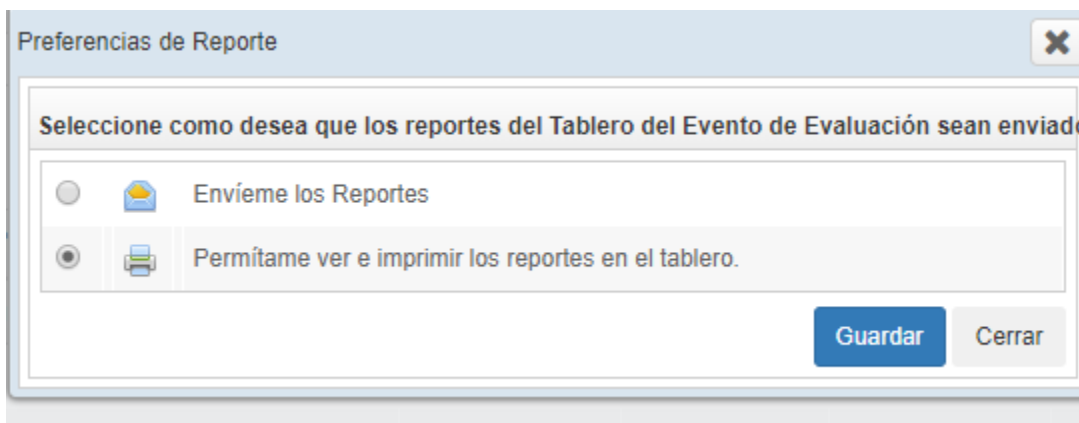 Preferencias de Reporte
Seleccione como desea que los reportes del Tablero del Evento de Evaluación sean enviad
Envíeme los Reportes
Permítame ver e imprimir los reportes en el tablero.
Guardar
Cerrar